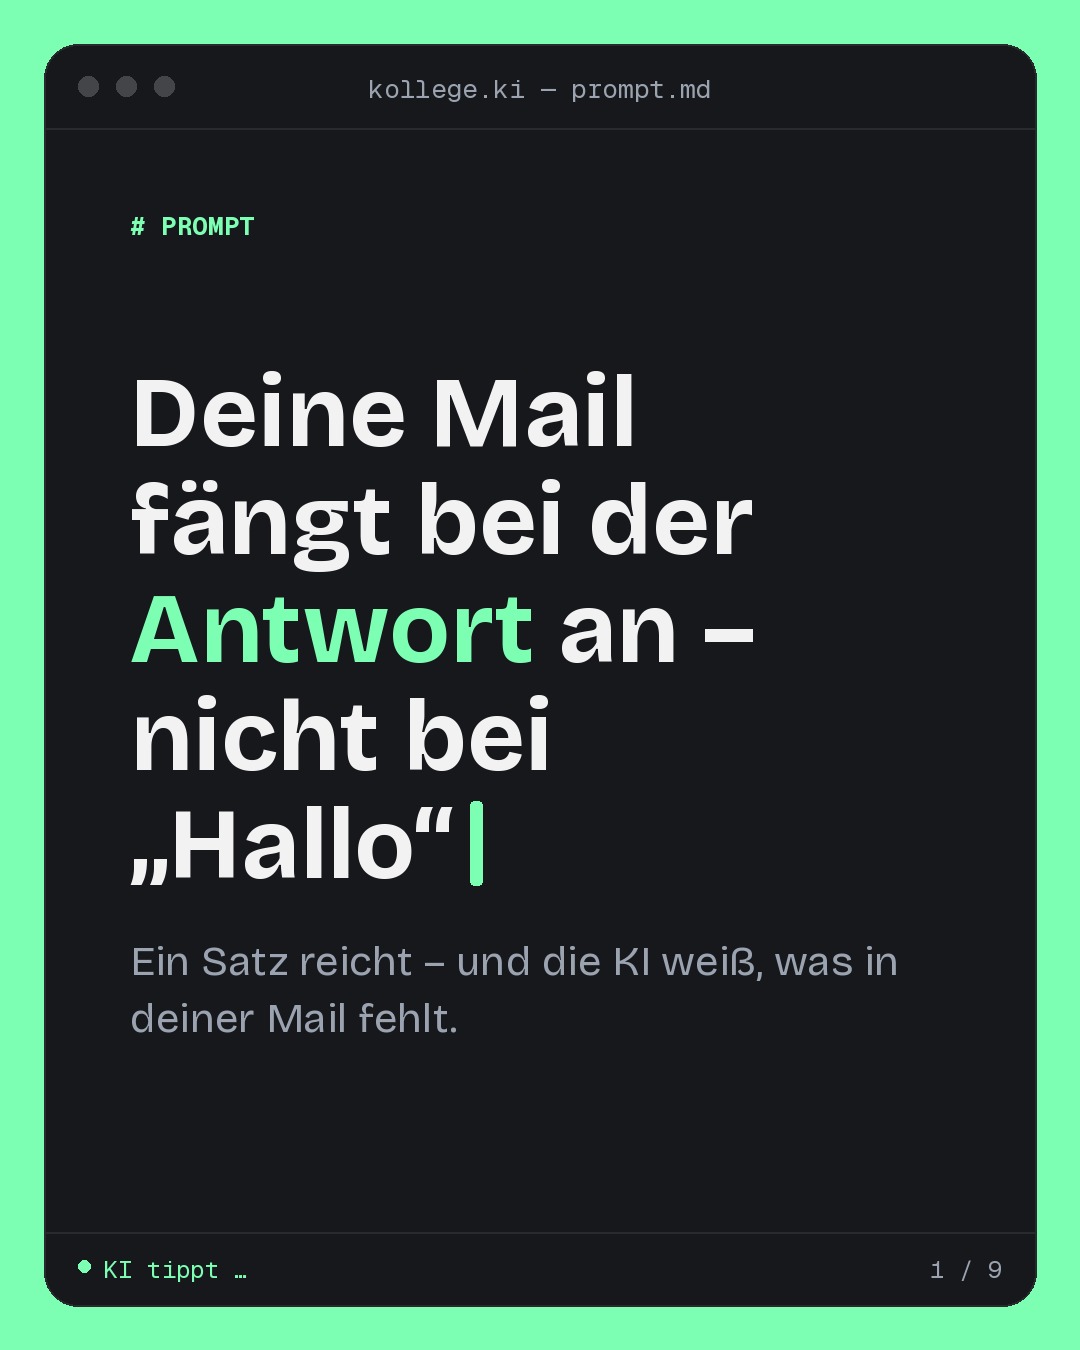 kollege.ki — prompt.md
# PROMPT
Deine Mail
fängt bei der
Antwort an –
nicht bei
„Hallo“
Ein Satz reicht – und die KI weiß, was in
deiner Mail fehlt.
KI tippt …
1 / 9